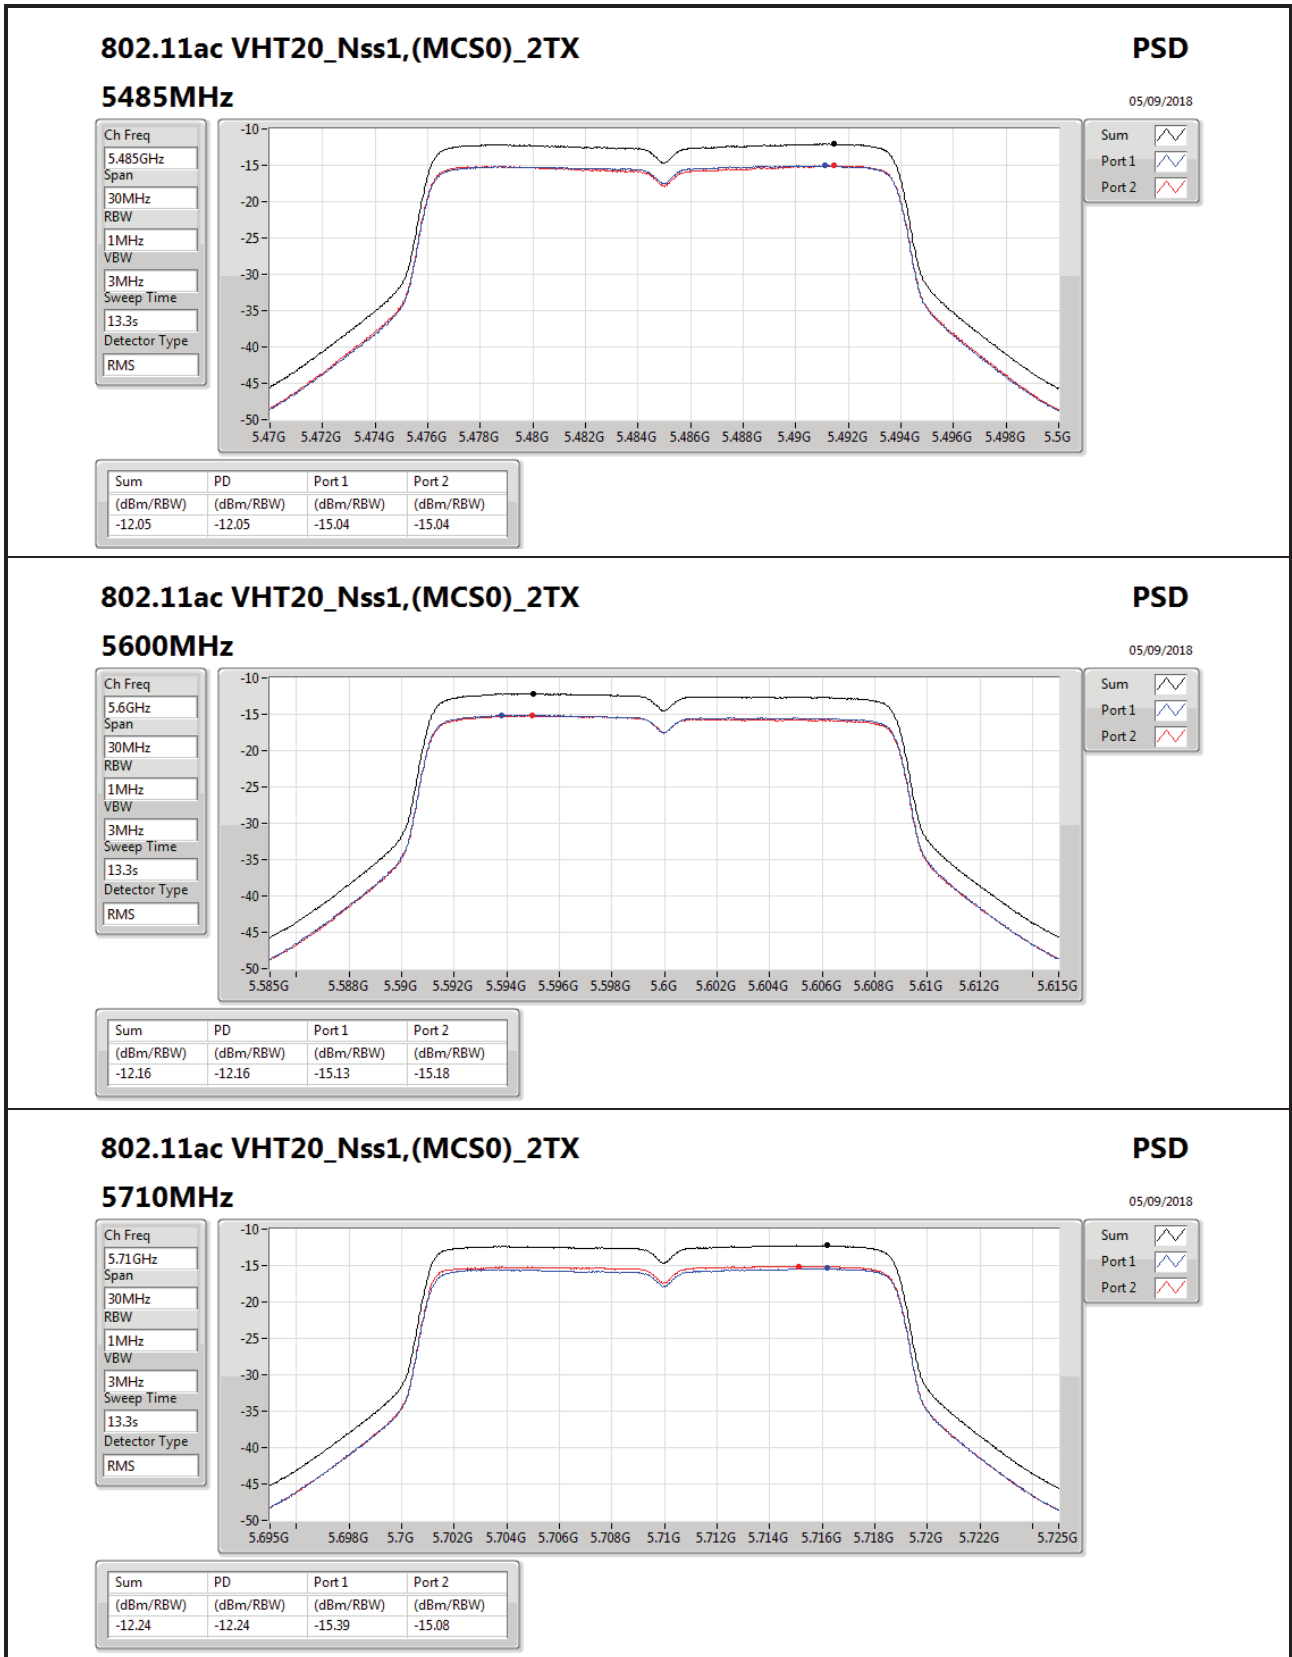 802.11ac VHT20_Nss1,(MCS0)_2TX PSD
5485MHz 05/09/2018
Ch Freq
5.485GHz
Span
30MHz
RBW
1MHz
VBW
3MHz
Sweep Time
13.3s
Detector Type
RMS
-10
-15
-20
-25
-30
-35
-40
-45
-50
5.47G 5.472G 5.474G 5.476G 5.478G 5.48G 5.482G 5.484G 5.486G 5.488G 5.49G 5.492G 5.494G 5.496G 5.498G 5.5G
Sum
Port 1
Port 2
Sum PD Port 1 Port 2
(dBm/RBW) (dBm/RBW) (dBm/RBW) (dBm/RBW)
-12.05 -12.05 -15.04 -15.04
802.11ac VHT20_Nss1,(MCS0)_2TX PSD
5600MHz 05/09/2018
Ch Freq
5.6GHz
Span
30MHz
RBW
1MHz
VBW
3MHz
Sweep Time
13.3s
Detector Type
RMS
-10
-15
-20
-25
-30
-35
-40
-45
-50
5.585G 5.588G 5.59G 5.592G 5.594G 5.596G 5.598G 5.6G 5.602G 5.604G 5.606G 5.608G 5.61G 5.612G 5.615G
Sum
Port 1
Port 2
Sum PD Port 1 Port 2
(dBm/RBW) (dBm/RBW) (dBm/RBW) (dBm/RBW)
-12.16 -12.16 -15.13 -15.18
802.11ac VHT20_Nss1,(MCS0)_2TX PSD
5710MHz 05/09/2018
Ch Freq
5.71GHz
Span
30MHz
RBW
1MHz
VBW
3MHz
Sweep Time
13.3s
Detector Type
RMS
-10
-15
-20
-25
-30
-35
-40
-45
-50
5.695G 5.698G 5.7G 5.702G 5.704G 5.706G 5.708G 5.71G 5.712G 5.714G 5.716G 5.718G 5.72G 5.722G 5.725G
Sum
Port 1
Port 2
Sum PD Port 1 Port 2
(dBm/RBW) (dBm/RBW) (dBm/RBW) (dBm/RBW)
-12.24 -12.24 -15.39 -15.08